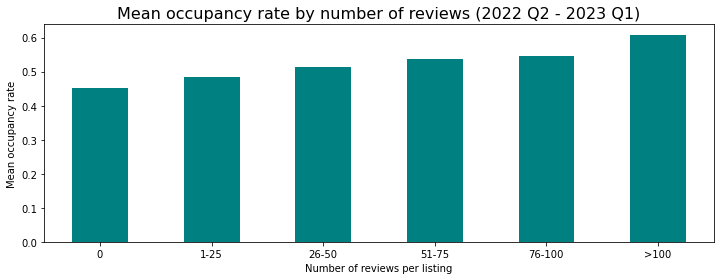 Mean occupancy rate by number of reviews (2022 Q2 - 2023 Q1)
Mean occupancy rate
0.6
0.5
0.4
0.3
0.2
0.1
0.0
0 1-25 26-50 51-75 76-100 >100
Number of reviews per listing